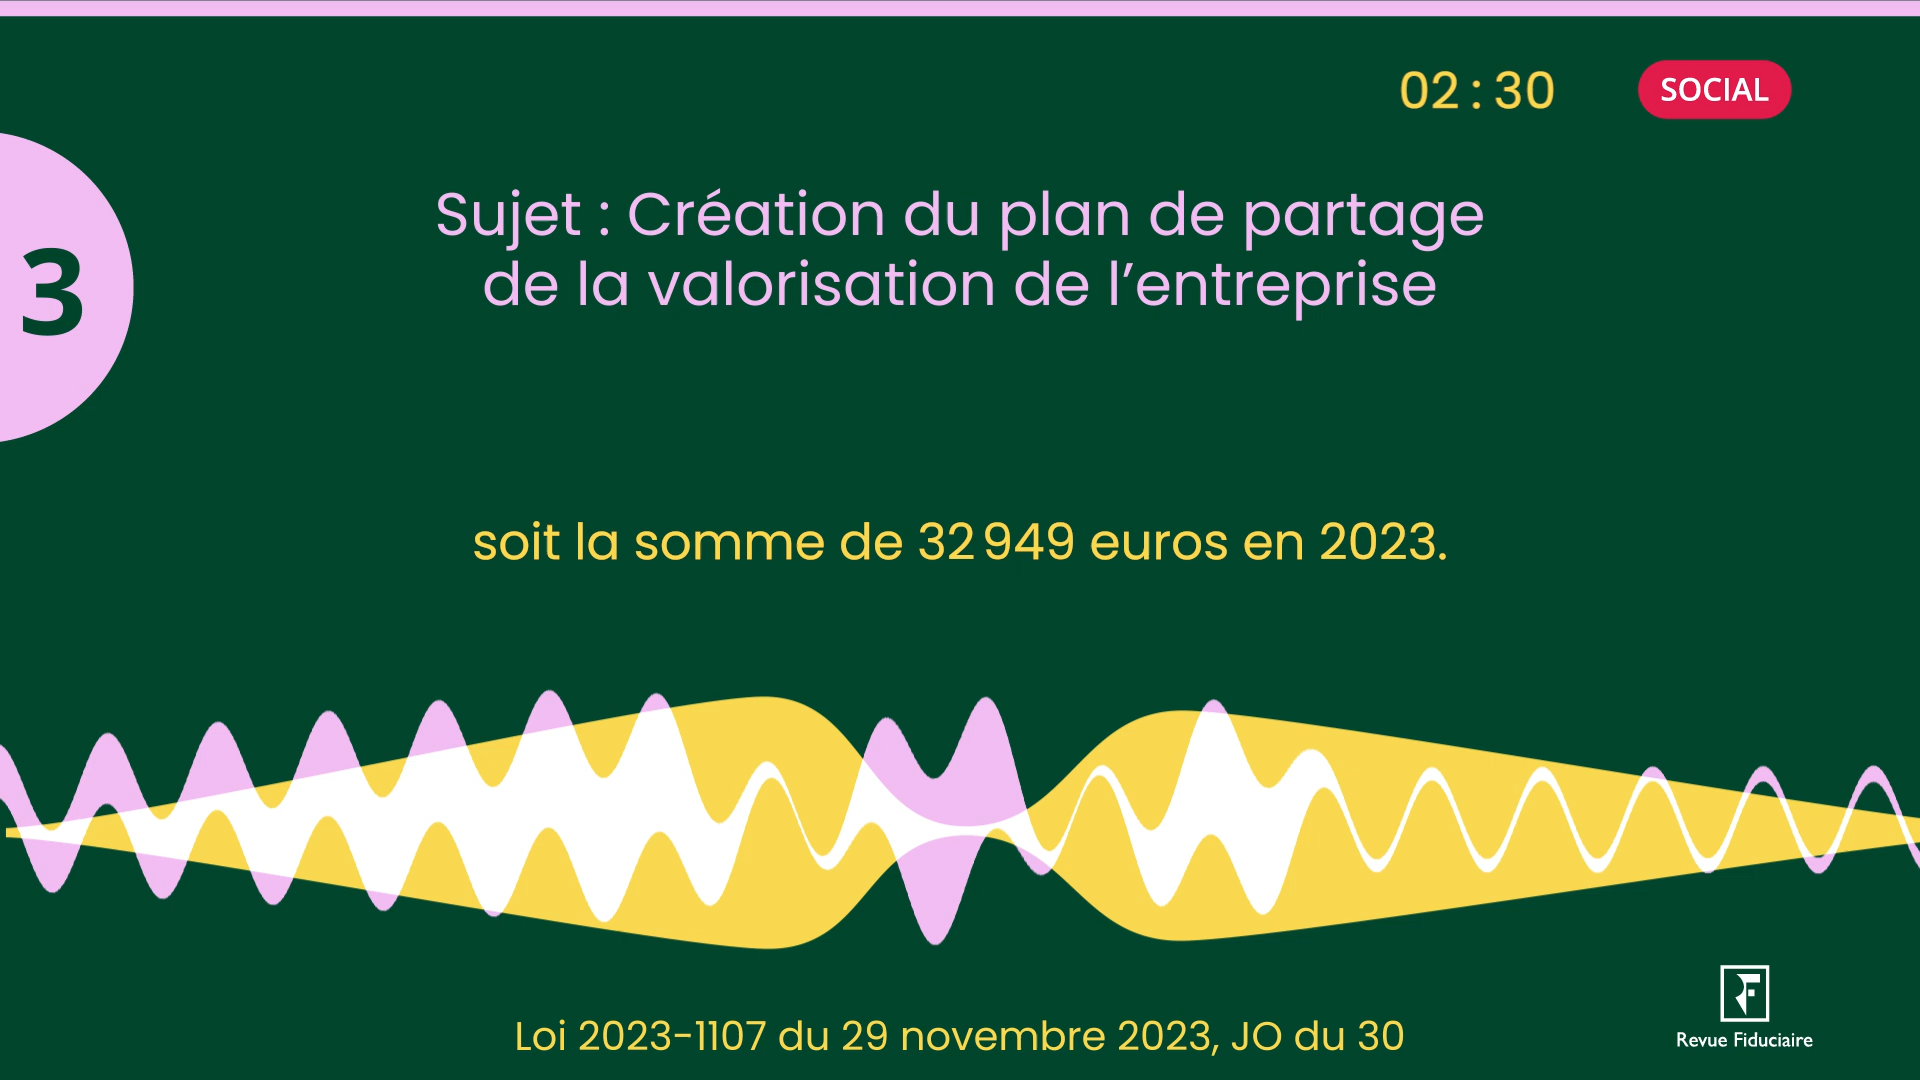 02 : 30
SOCIAL
3
Sujet : Création du plan de partage
de la valorisation de l’entreprise
soit la somme de 32 949 euros en 2023.
Loi 2023-1107 du 29 novembre 2023, JO du 30
RF
Revue Fiduciaire